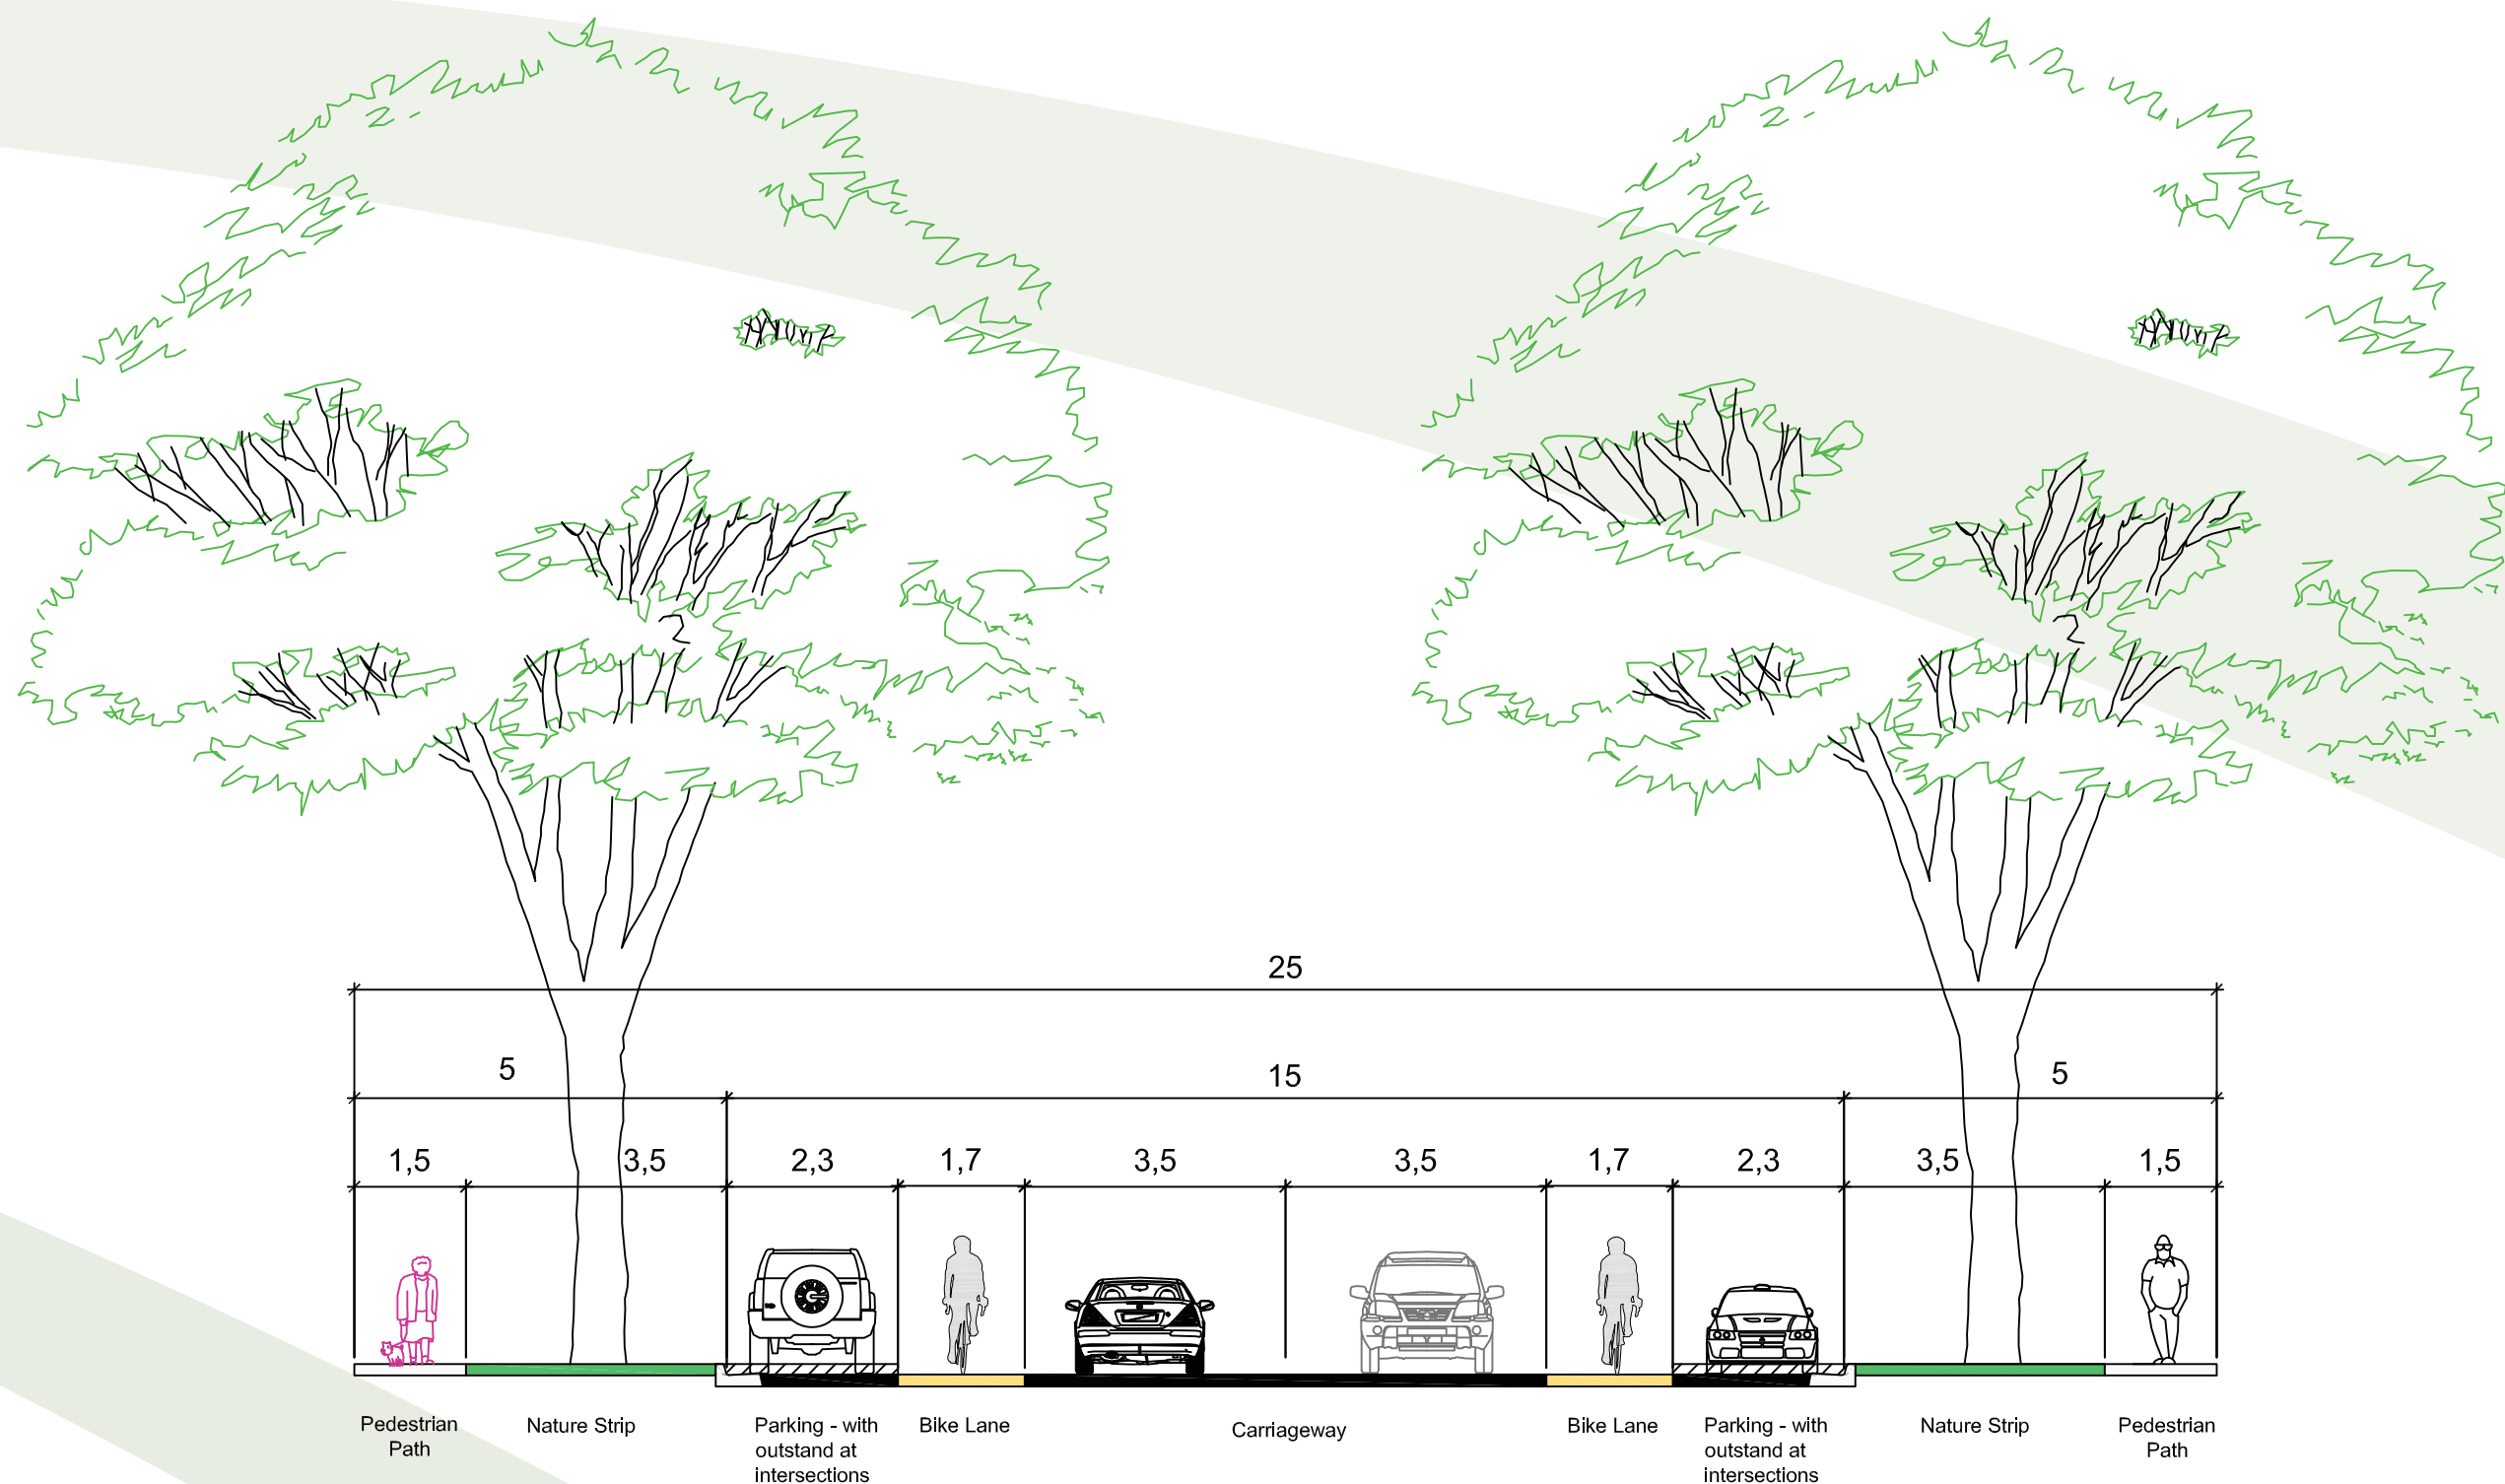 25
5
15
5
1,5
3,5
2,3
1,7
3,5
3,5
1,7
2,3
3,5
1,5
Pedestrian
Path
Nature Strip
Parking - with
outstand at
intersections
Bike Lane
Carriageway
Bike Lane
Parking - with
outstand at
intersections
Nature Strip
Pedestrian
Path